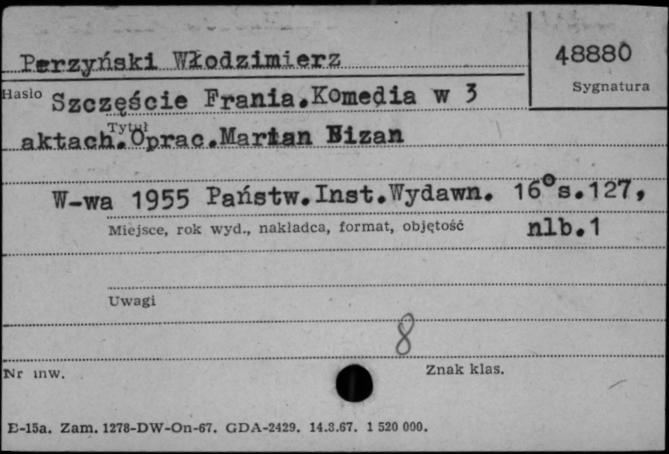 Perzyński Włodzimierz
48880
Hasło
Sygnatura
Szczęście Frania.Komedia w 3
Tytuł
aktach.Oprac.Marian Bizan
W-wa 1955 Państw.Inst.Wydawn. 16°s.127,
Miejsce, rok wyd., nakładca, format, objętość
nlb.1
Uwagi
8
Nr inw.
Znak klas.
E-15a. Zam. 1278-DW-On-67. GDA-2429. 14.3.67. 1 520 000.